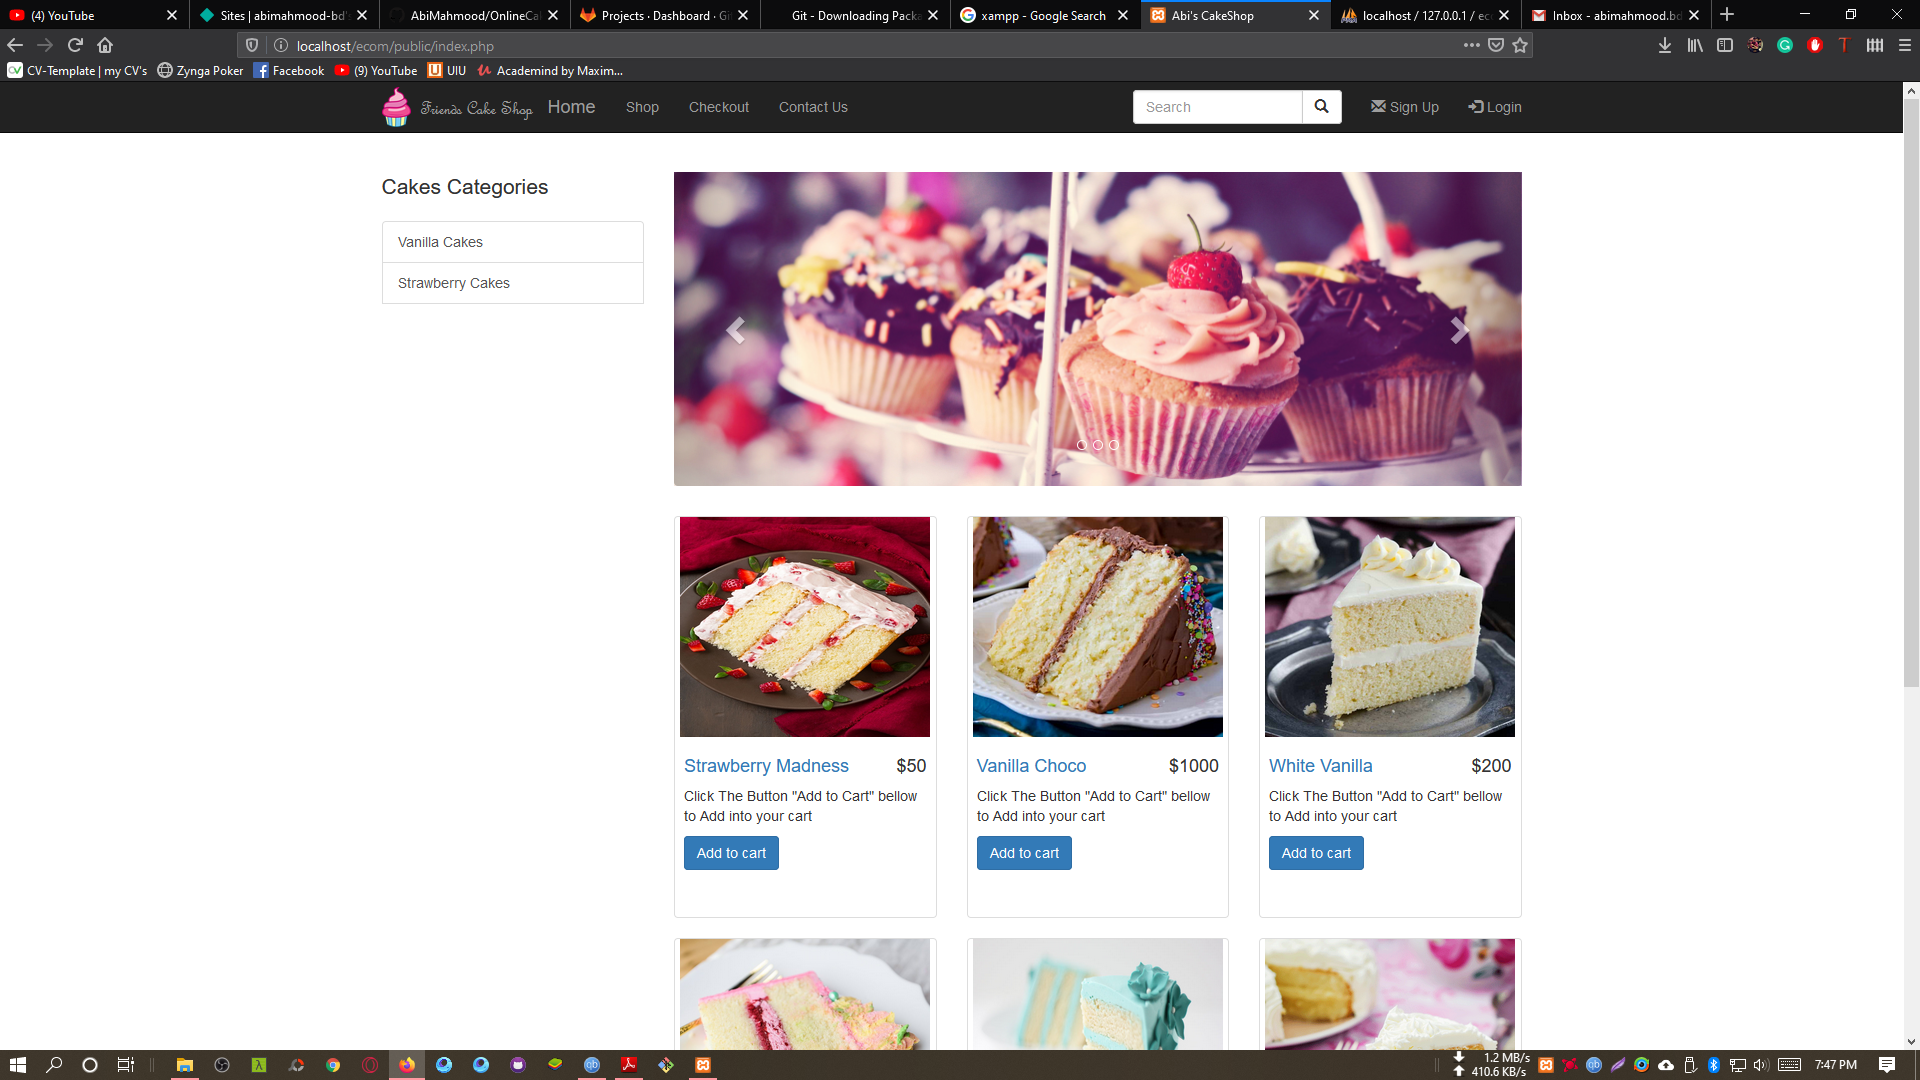 (4) YouTube
Sites | abimahmood-bd's
AbiMahmood/OnlineCak
Projects · Dashboard · Git
Git - Downloading Packa
xampp - Google Search
Abi's CakeShop
localhost / 127.0.0.1 / eco
Inbox - abimahmood.bd
localhost/ecom/public/index.php
CV-Template | my CV's
Zynga Poker
Facebook
(9) YouTube
UIU
Academind by Maxim...
Friends Cake Shop
Home
Shop
Checkout
Contact Us
Search
Sign Up
Login
Cakes Categories
Vanilla Cakes
Strawberry Cakes
Strawberry Madness $50
Click The Button "Add to Cart" bellow
to Add into your cart
Add to cart
Vanilla Choco $1000
Click The Button "Add to Cart" bellow
to Add into your cart
Add to cart
White Vanilla $200
Click The Button "Add to Cart" bellow
to Add into your cart
Add to cart
1.2 MB/s
410.6 KB/s
7:47 PM